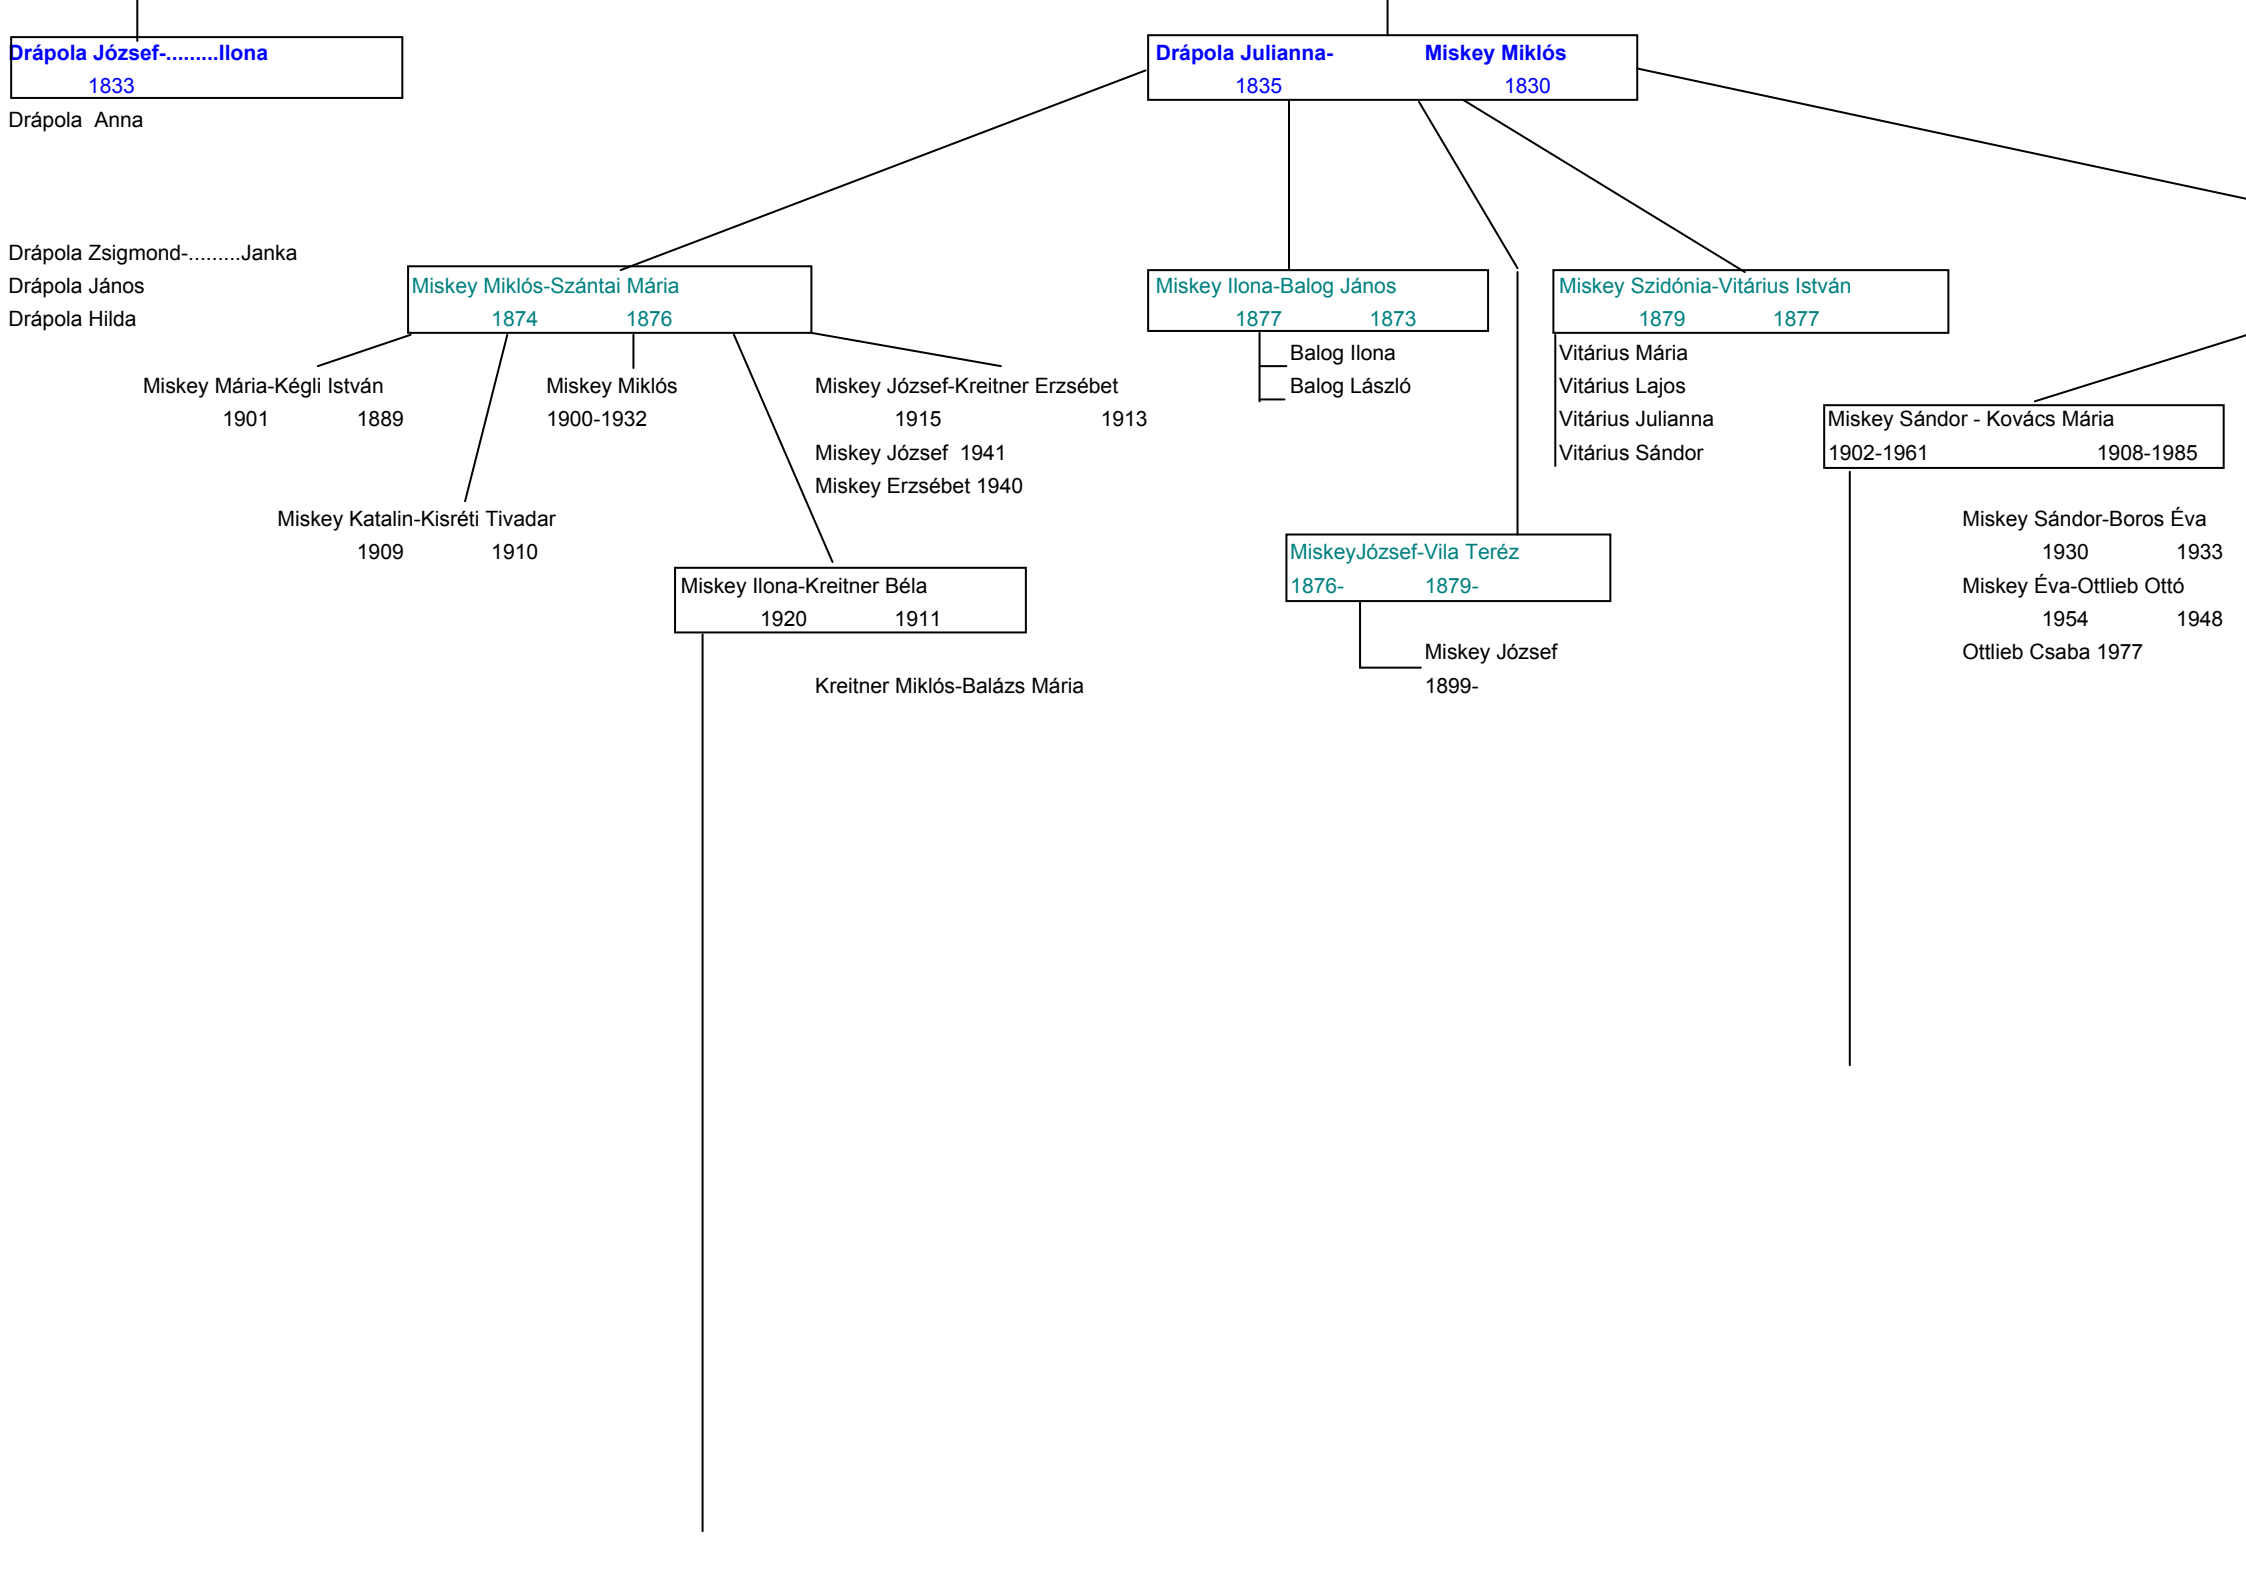 Drápola József-.........Ilona
1833
Drápola Anna
Drápola Julianna- Miskey Miklós
1835 1830
Drápola Zsigmond-.........Janka
Drápola János
Drápola Hilda
Miskey Miklós-Szántai Mária
1874 1876
Miskey Ilona-Balog János
1877 1873
Miskey Szidónia-Vitárius István
1879 1877
Miskey Mária-Kégli István
1901 1889
Miskey Miklós
1900-1932
Miskey József-Kreitner Erzsébet
1915 1913
Miskey József 1941
Miskey Erzsébet 1940
Balog Ilona
Balog László
Vitárius Mária
Vitárius Lajos
Vitárius Julianna
Vitárius Sándor
Miskey Sándor - Kovács Mária
1902-1961 1908-1985
Miskey Katalin-Kisréti Tivadar
1909 1910
Miskey Ilona-Kreitner Béla
1920 1911
Kreitner Miklós-Balázs Mária
MiskeyJózsef-Vila Teréz
1876- 1879-
Miskey József
1899-
Miskey Sándor-Boros Éva
1930 1933
Miskey Éva-Ottlieb Ottó
1954 1948
Ottlieb Csaba 1977